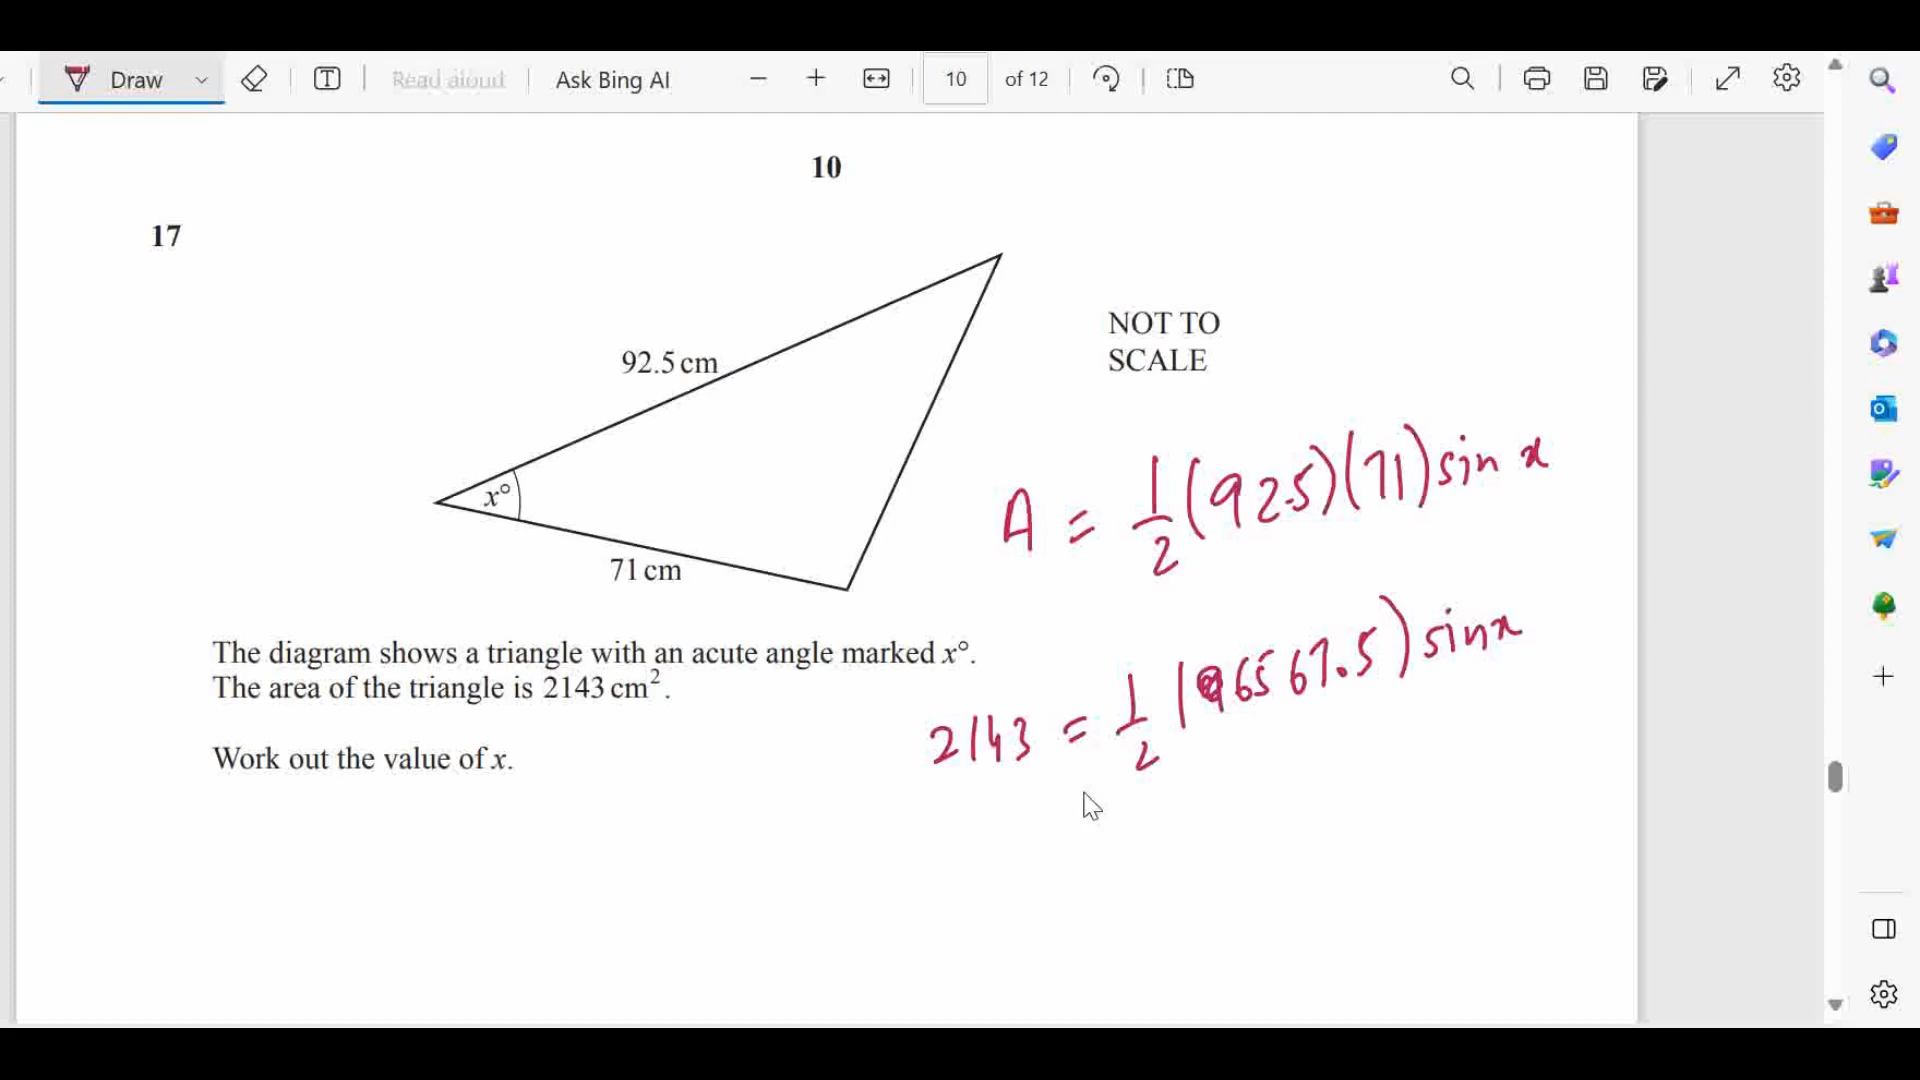 Draw
Read aloud
Ask Bing AI
10 of 12
10
17
92.5 cm
NOT TO
SCALE
x°
71 cm
A = 1/2 (92.5)(71) sin x
The diagram shows a triangle with an acute angle marked x°.
The area of the triangle is 2143 cm².
2143 = 1/2 ( 6567.5) sin x
Work out the value of x.